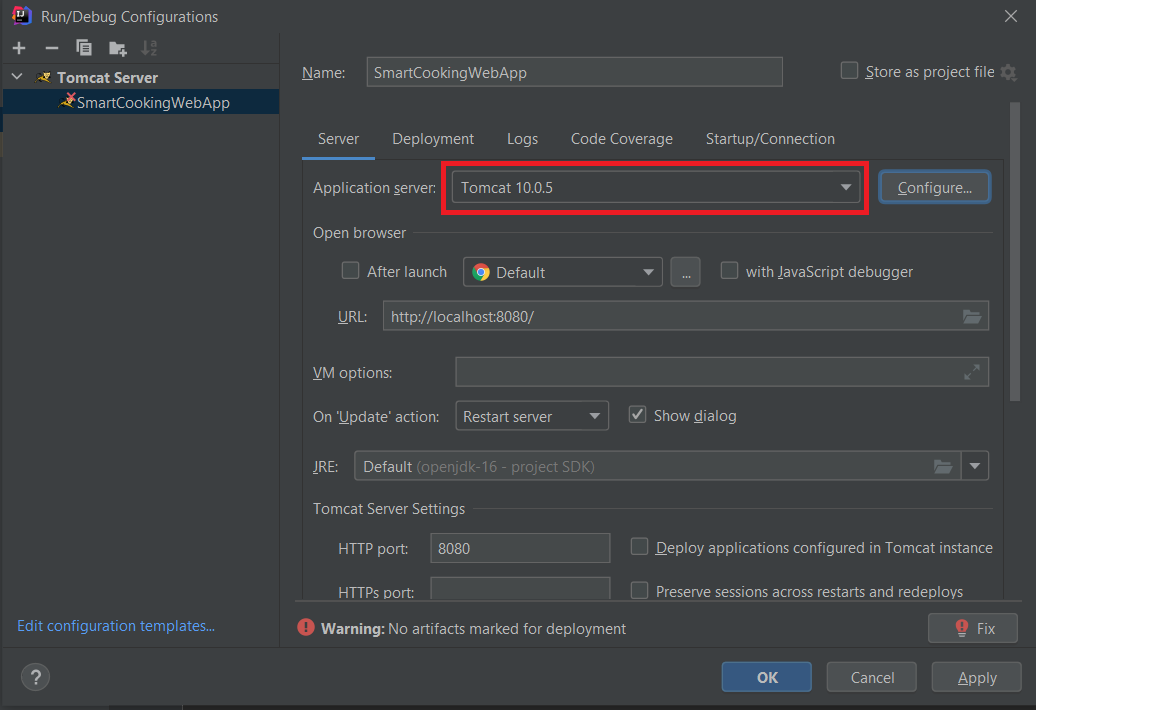 Run/Debug Configurations
Tomcat Server
SmartCookingWebApp
Name: SmartCookingWebApp
Store as project file
Server Deployment Logs Code Coverage Startup/Connection
Application server: Tomcat 10.0.5 Configure...
Open browser
After launch Default ... with JavaScript debugger
URL: http://localhost:8080/
VM options:
On 'Update' action: Restart server Show dialog
JRE: Default (openjdk-16 - project SDK)
Tomcat Server Settings
HTTP port: 8080 Deploy applications configured in Tomcat instance
HTTPs port: Preserve sessions across restarts and redeploys
Edit configuration templates...
Warning: No artifacts marked for deployment Fix
? OK Cancel Apply